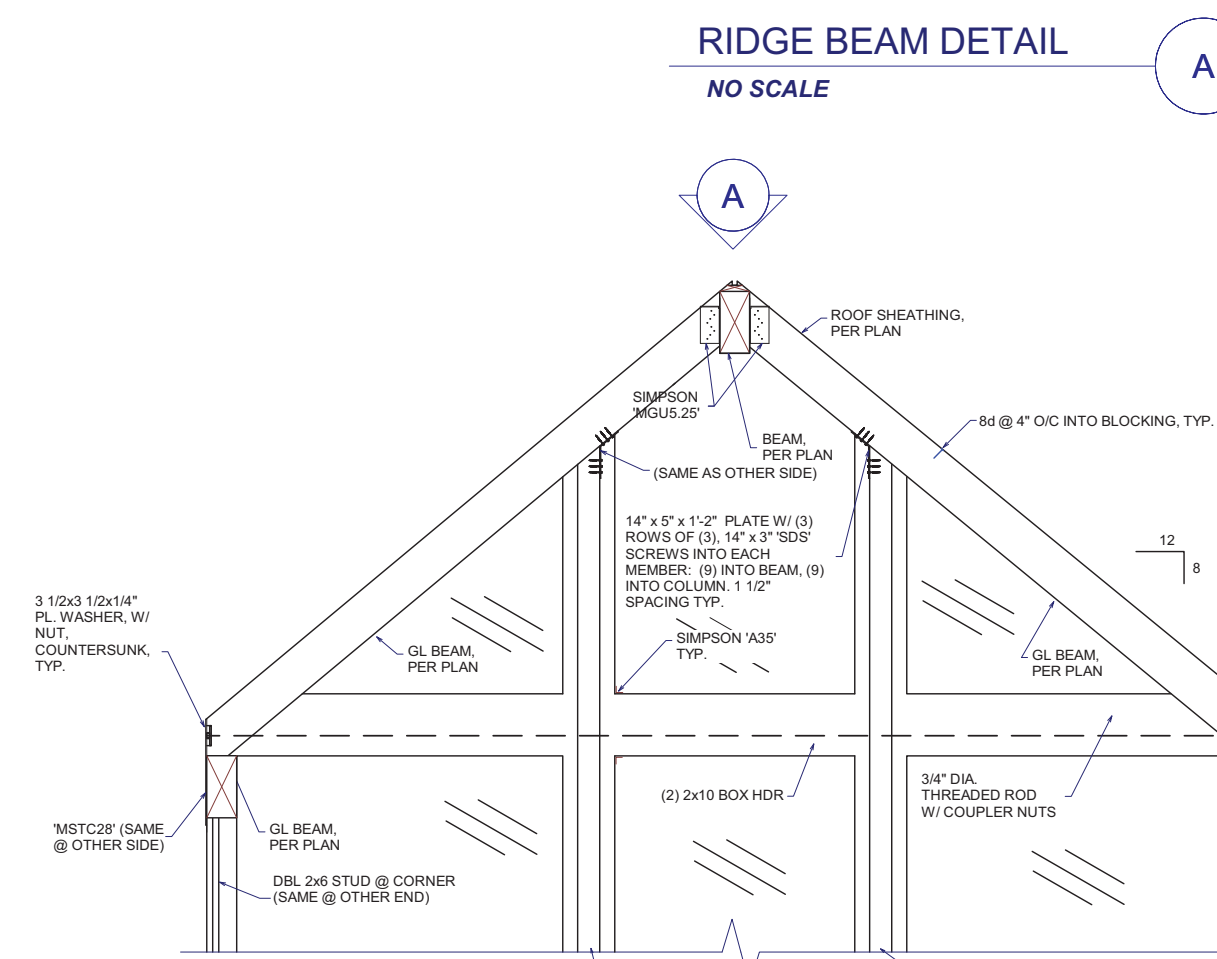 RIDGE BEAM DETAIL
A
NO SCALE
A
ROOF SHEATHING,
PER PLAN
SIMPSON
'MGU5.25'
8d @ 4" O/C INTO BLOCKING, TYP.
BEAM,
PER PLAN
(SAME AS OTHER SIDE)
14" x 5" x 1'-2" PLATE W/ (3)
ROWS OF (3), 14" x 3" 'SDS'
SCREWS INTO EACH
MEMBER: (9) INTO BEAM, (9)
INTO COLUMN. 1 1/2"
SPACING TYP.
12
8
3 1/2x3 1/2x1/4"
PL. WASHER, W/
NUT,
COUNTERSUNK,
TYP.
SIMPSON 'A35'
TYP.
GL BEAM,
PER PLAN
GL BEAM,
PER PLAN
(2) 2x10 BOX HDR
3/4" DIA.
THREADED ROD
W/ COUPLER NUTS
'MSTC28' (SAME
@ OTHER SIDE)
GL BEAM,
PER PLAN
DBL 2x6 STUD @ CORNER
(SAME @ OTHER END)